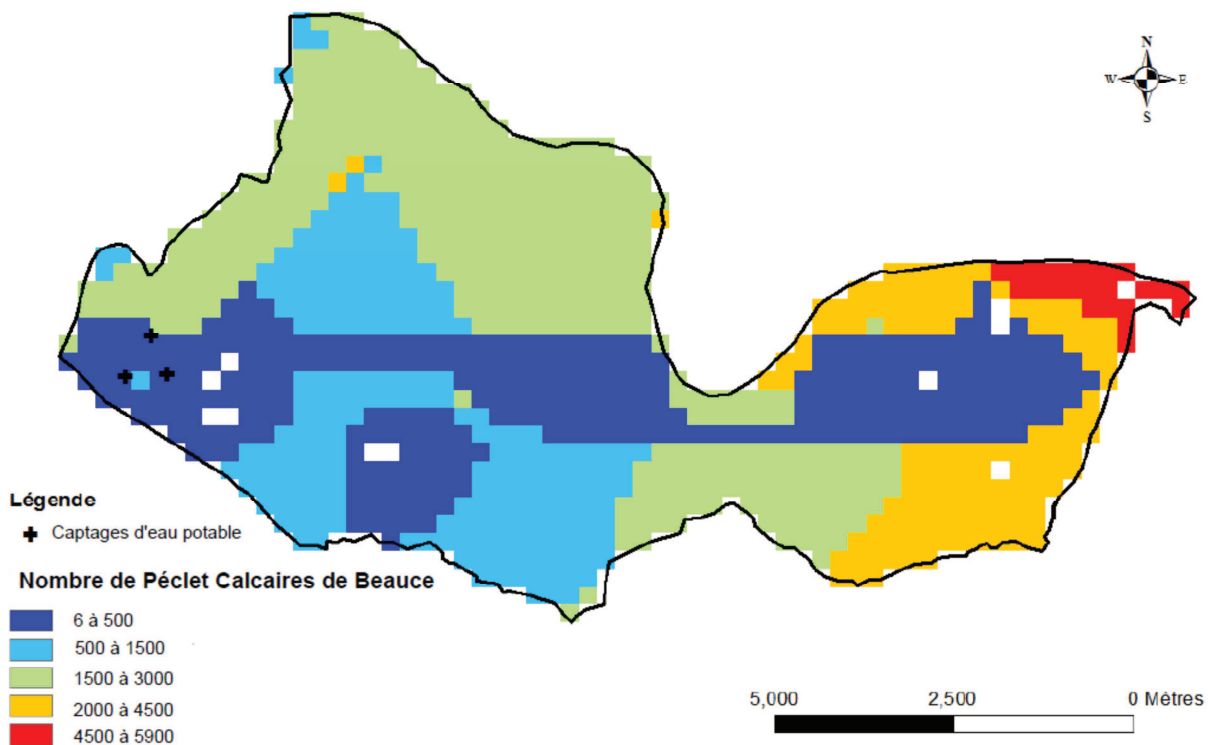 N
W E
S
Légende
Captages d'eau potable
Nombre de Péclet Calcaires de Beauce
6 à 500
500 à 1500
1500 à 3000
2000 à 4500
4500 à 5900
5,000 2,500 0 Mètres